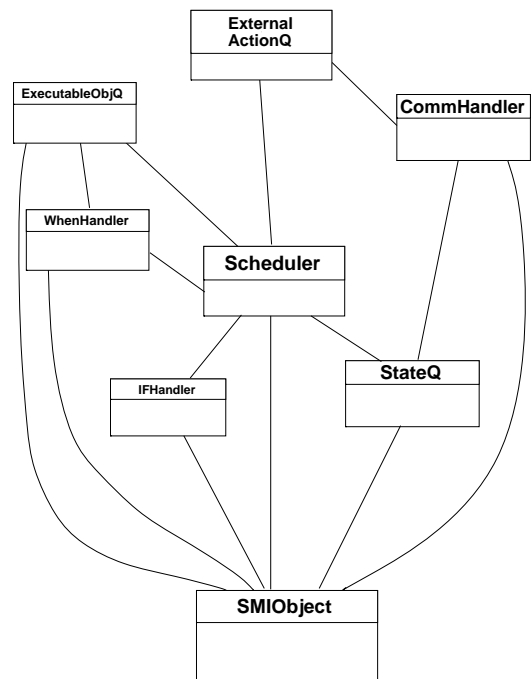 External
ActionQ
ExecutableObjQ
CommHandler
WhenHandler
Scheduler
StateQ
IFHandler
SMIObject